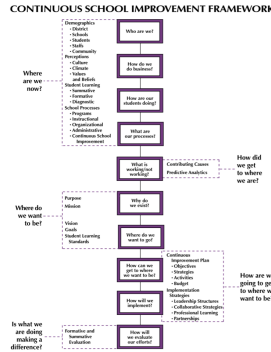 CONTINUOUS SCHOOL IMPROVEMENT FRAMEWORK
Demographics
• District
• Schools
• Students
• Staffs
• Community
Perceptions
• Culture
• Climate
• Values
and Beliefs
Student Learning
• Summative
• Formative
• Diagnostic
School Processes
• Programs
• Instructional
• Organizational
• Administrative
• Continuous School
Improvement
Where
are we
now?
Who are we?
How do we
do business?
How are our
students doing?
What are
our processes?
What is
working/not
working?
Contributing Causes
Predictive Analytics
How did
we get
to where
we are?
Where do
we want
to be?
Purpose
Mission
Vision
Goals
Student Learning
Standards
Why do
we exist?
Where do we
want to go?
How can we
get to where
we want to be?
How will we
implement?
Continuous
Improvement Plan
• Objectives
• Strategies
• Activities
• Budget
Implementation
Strategies
• Leadership Structures
• Collaborative Strategies
• Professional Learning
• Partnerships
How are w
going to ge
to where w
want to be
Is what we
are doing
making a
difference?
Formative and
Summative
Evaluation
How will
we evaluate
our efforts?